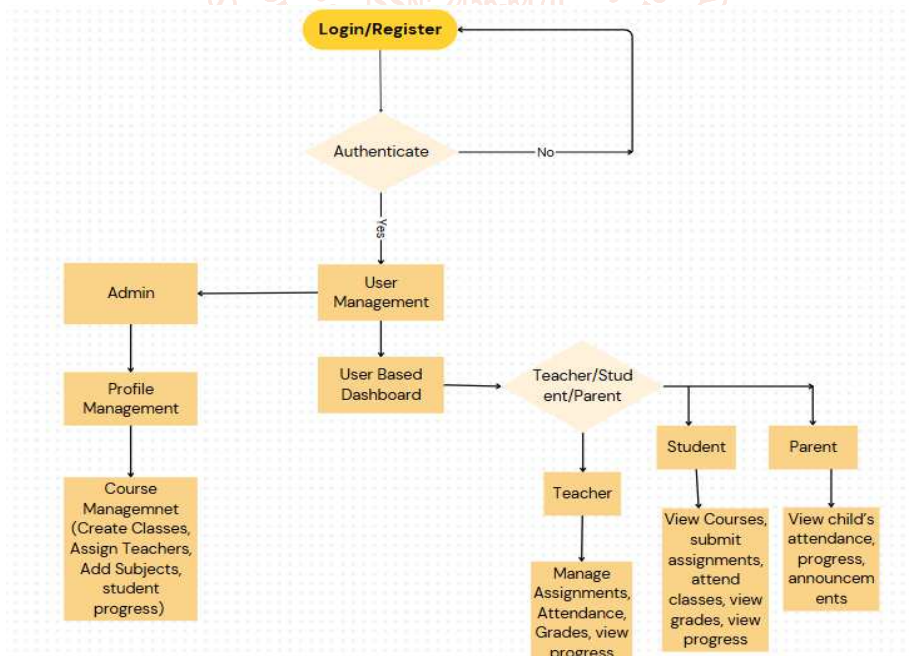 Login/Register
Authenticate
No
Yes
Admin
User
Management
Profile
Management
User Based
Dashboard
Teacher/Stud
ent/Parent
Course
Managemnet
(Create Classes,
Assign Teachers,
Add Subjects,
student
progress)
Teacher
Student
Parent
Manage
Assignments,
Attendance,
Grades, view
progress
View Courses,
submit
assignments,
attend
classes, view
grades, view
progress
View child's
attendance,
progress,
announcem
ents